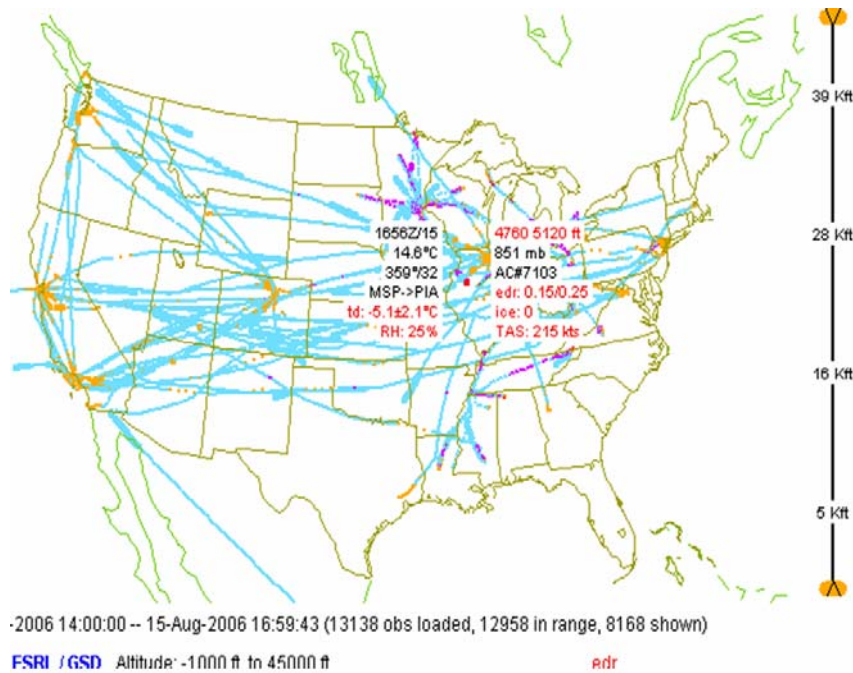 39 Kft
28 Kft
16 Kft
5 Kft
1656Z/15
14.6°C
359°/32
MSP->PIA
td: -5.1±2.1°C
RH: 25%
4760 5120 ft
851 mb
AC#7103
edr: 0.15/0.25
ice: 0
TAS: 215 kts
-2006 14:00:00 -- 15-Aug-2006 16:59:43 (13138 obs loaded, 12958 in range, 8168 shown)
ESRL / GSD Altitude: -1000 ft to 45000 ft edr